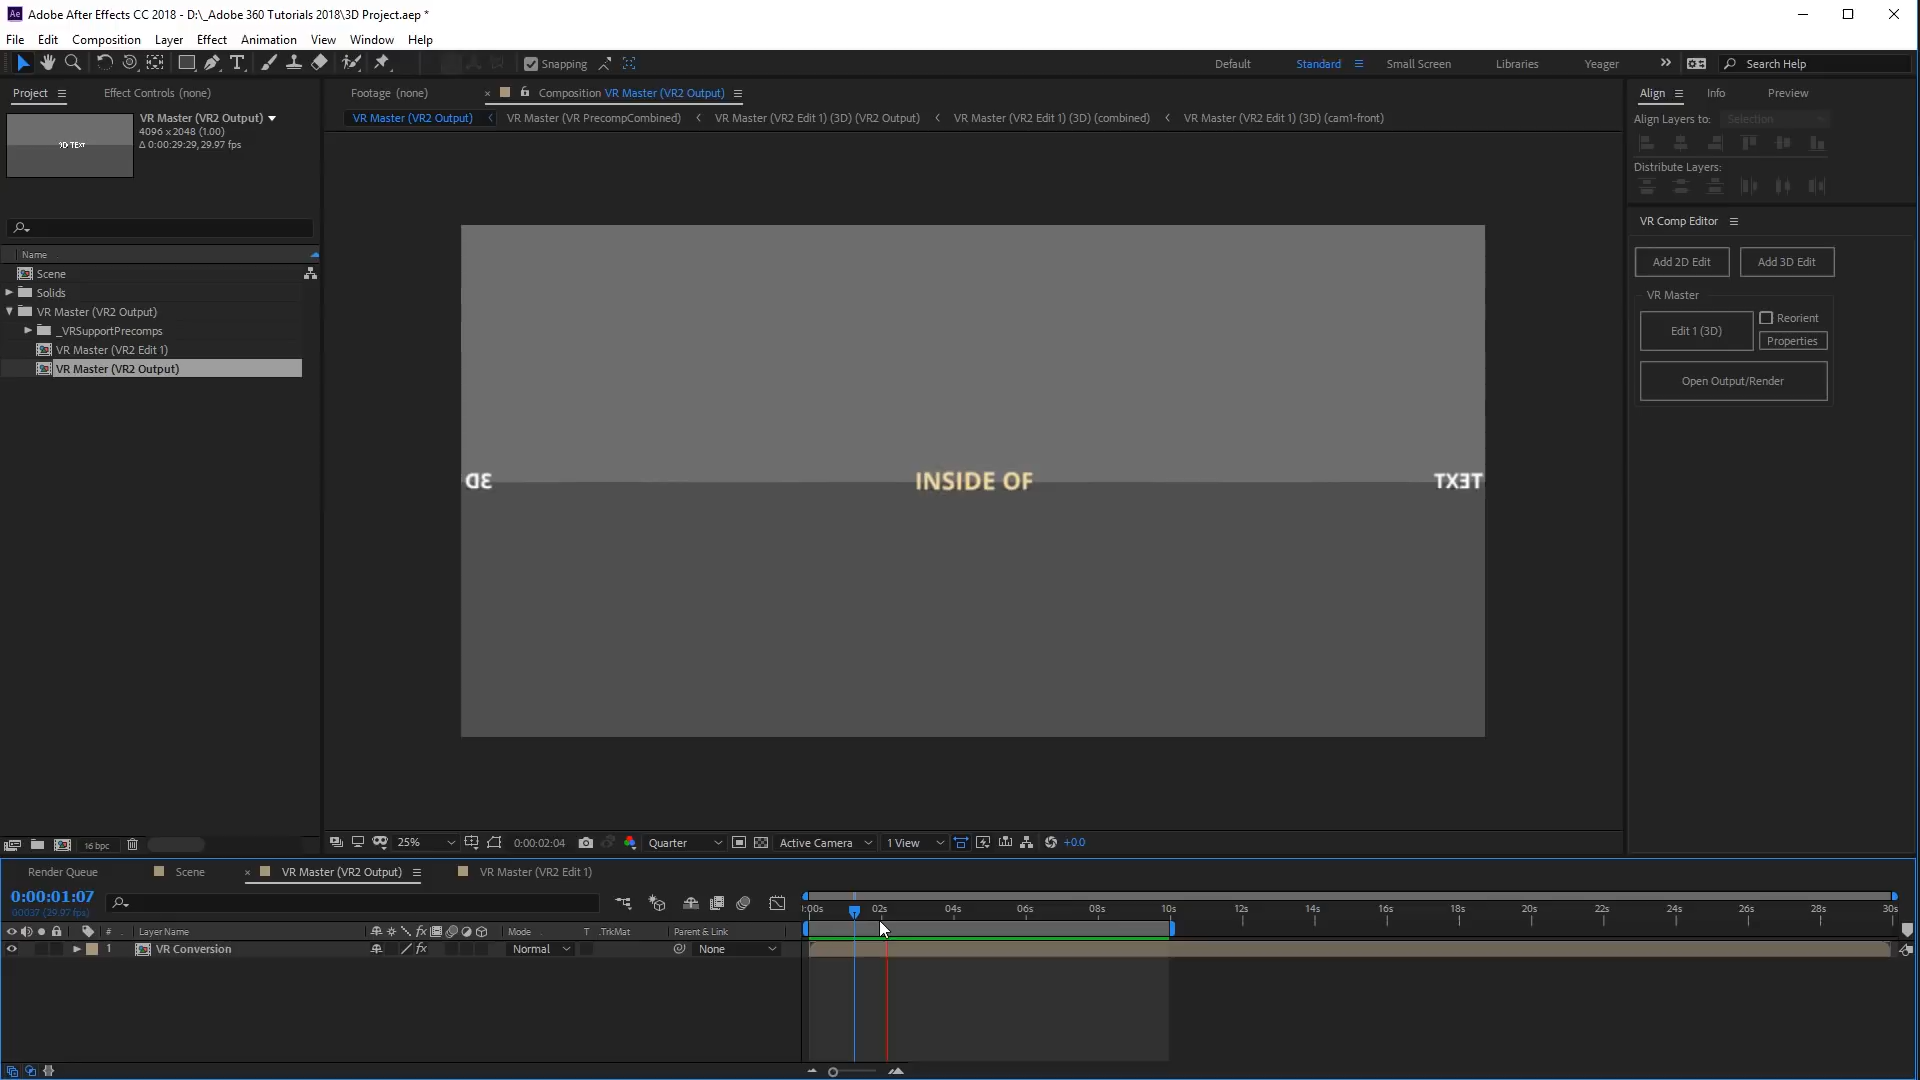 Adobe After Effects CC 2018 - D:\_Adobe 360 Tutorials 2018\3D Project.aep *
File Edit Composition Layer Effect Animation View Window Help
Snapping Default Standard Small Screen Libraries Yeager Search Help
Project Effect Controls (none) Footage (none) Composition VR Master (VR2 Output) Align Info Preview
VR Master (VR2 Output)
4096 x 2048 (1.00)
Δ 0:00:29:29, 29.97 fps
3D TEXT
VR Master (VR2 Output) VR Master (VR PrecompCombined) VR Master (VR2 Edit 1) (3D) (VR2 Output) VR Master (VR2 Edit 1) (3D) (combined) VR Master (VR2 Edit 1) (3D) (cam1-front)
Align Layers to: Selection
Distribute Layers:
VR Comp Editor
Add 2D Edit Add 3D Edit
VR Master
Edit 1 (3D) Reorient
Properties
Open Output/Render
Name
Scene
Solids
VR Master (VR2 Output)
_VRSupportPrecomps
VR Master (VR2 Edit 1)
VR Master (VR2 Output)
3D INSIDE OF TEXT
16 bpc 25% 0:00:02:04 Quarter Active Camera 1 View +0.0
Render Queue Scene VR Master (VR2 Output) VR Master (VR2 Edit 1)
0:00:01:07
00037 (29.97 fps)
:00s 02s 04s 06s 08s 10s 12s 14s 16s 18s 20s 22s 24s 26s 28s 30s
# Layer Name Mode T .TrkMat Parent & Link
1 VR Conversion Normal None